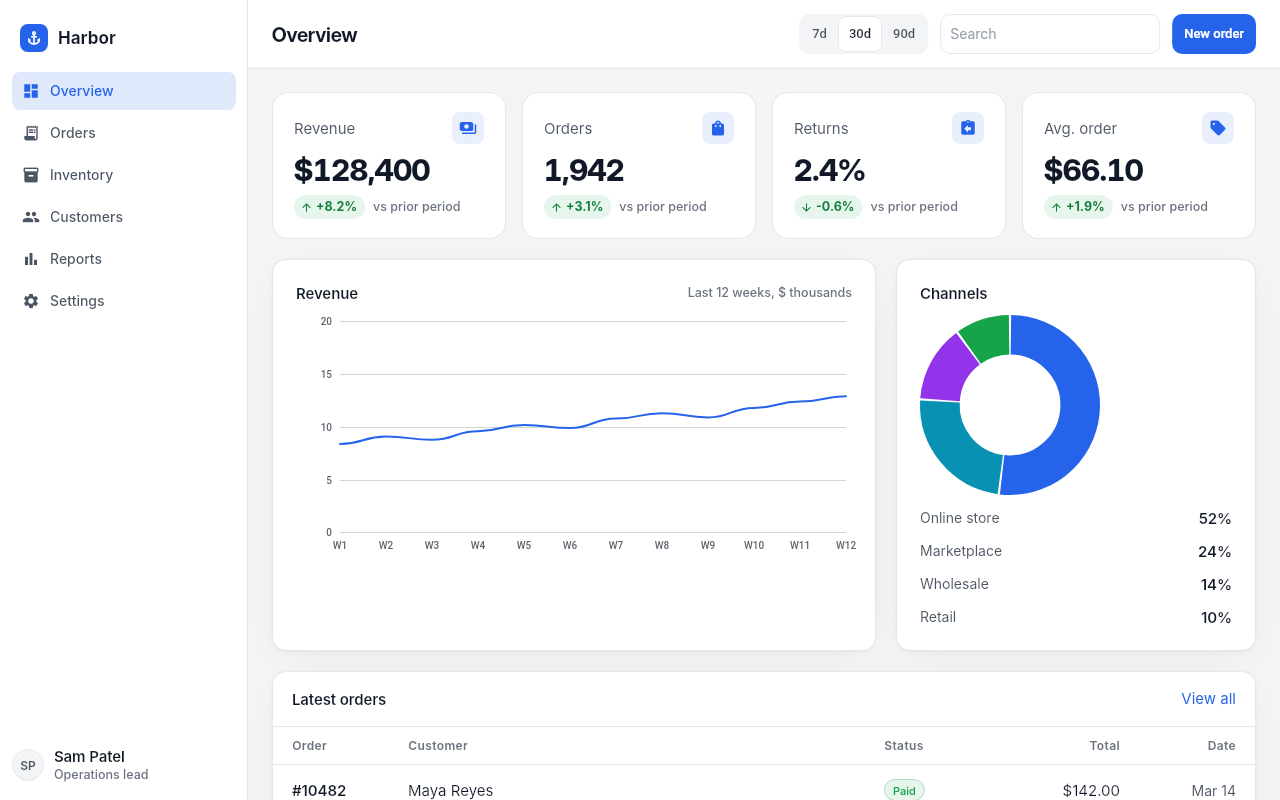 Harbor
Overview
Orders
Inventory
Customers
Reports
Settings
SP
Sam Patel
Operations lead
Overview
7d 30d 90d
Search
New order
Revenue
$128,400
+8.2% vs prior period
Orders
1,942
+3.1% vs prior period
Returns
2.4%
-0.6% vs prior period
Avg. order
$66.10
+1.9% vs prior period
Revenue
Last 12 weeks, $ thousands
20
15
10
5
0
W1 W2 W3 W4 W5 W6 W7 W8 W9 W10 W11 W12
Channels
Online store 52%
Marketplace 24%
Wholesale 14%
Retail 10%
Latest orders
View all
Order Customer Status Total Date
#10482 Maya Reyes Paid $142.00 Mar 14